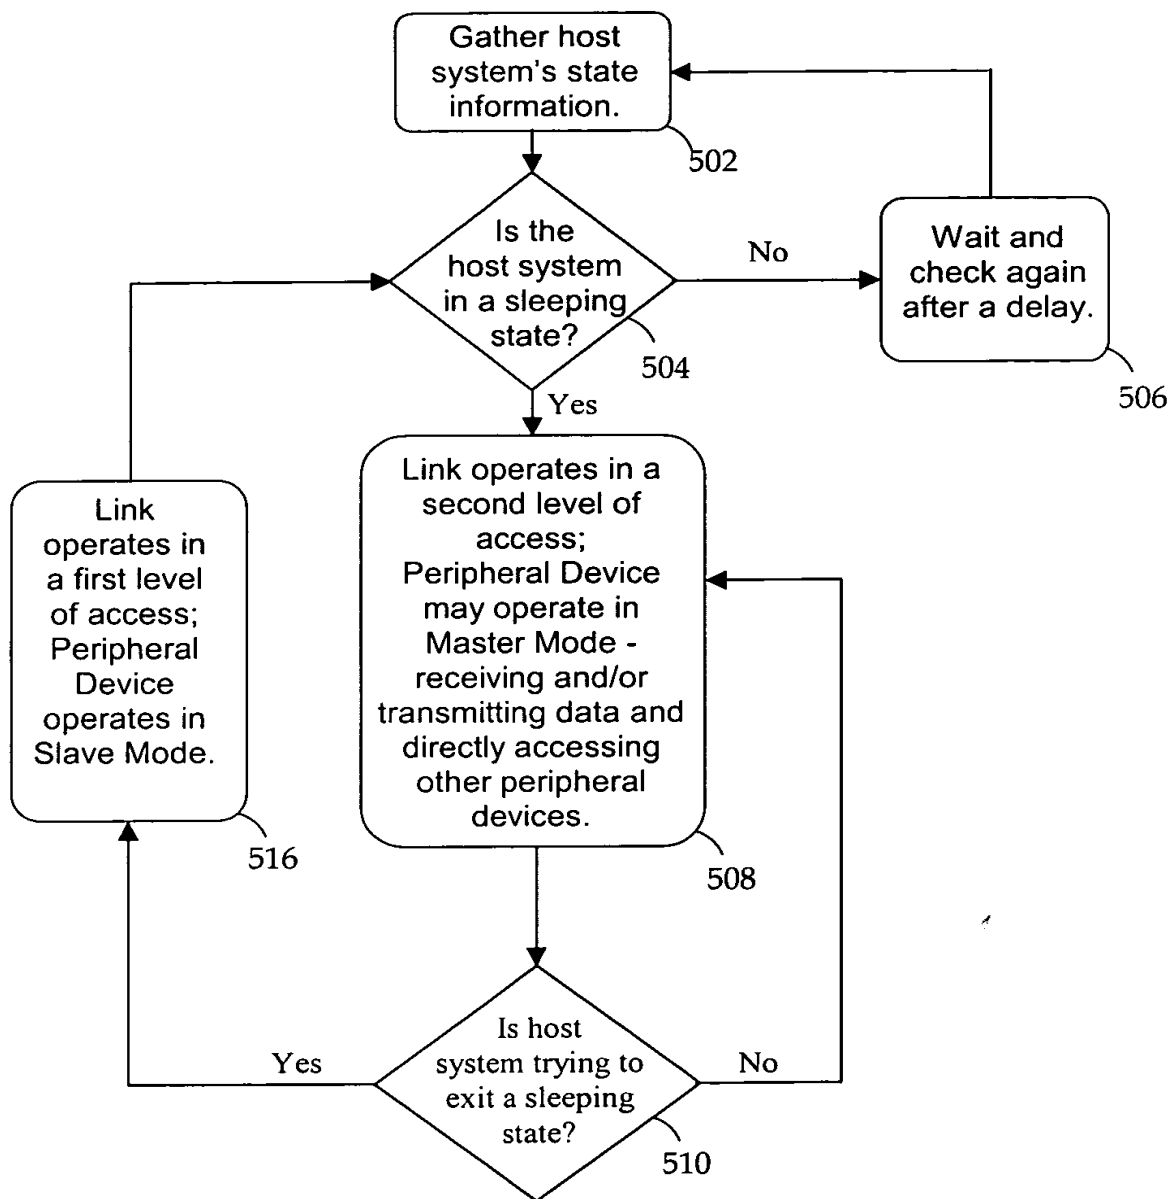 Gather host
system's state
information.
502
Is the
host system
in a sleeping
state?
504
No
Wait and
check again
after a delay.
506
Yes
Link operates in a
second level of
access;
Peripheral Device
may operate in
Master Mode -
receiving and/or
transmitting data and
directly accessing
other peripheral
devices.
508
Link
operates in
a first level
of access;
Peripheral
Device
operates in
Slave Mode.
516
Is host
system trying to
exit a sleeping
state?
510
Yes
No